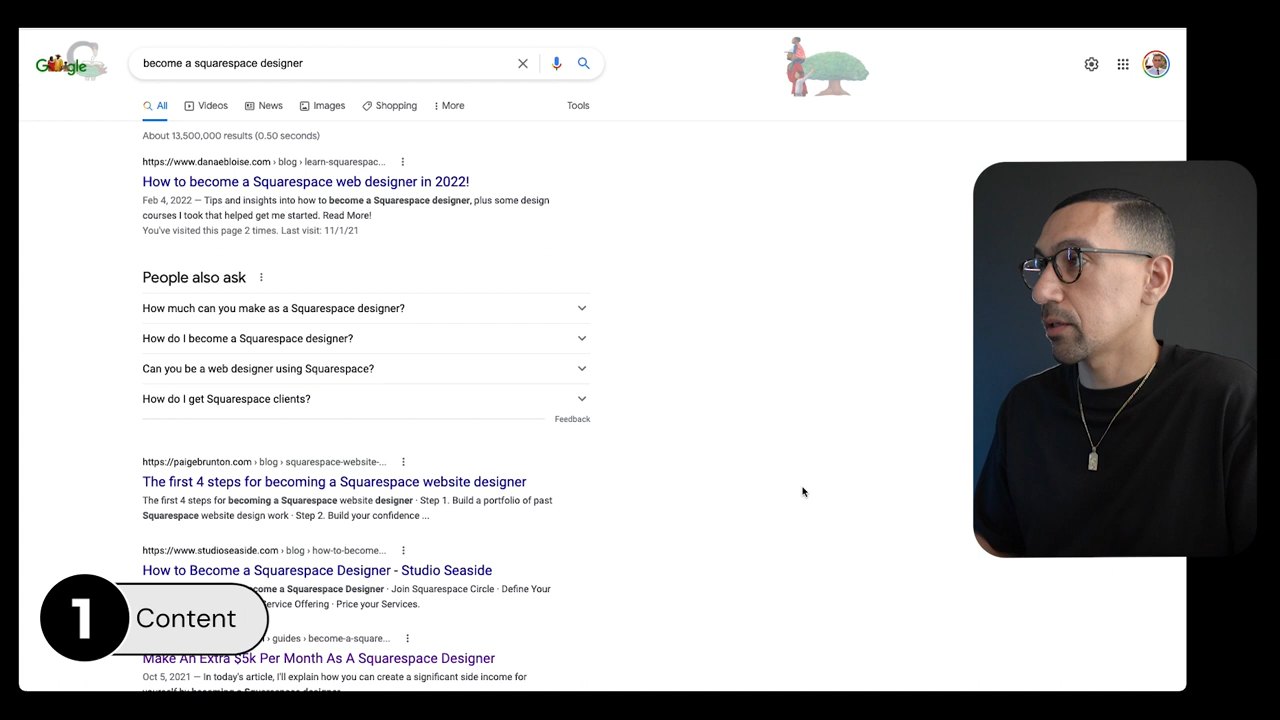 Google
become a squarespace designer
All
Videos
News
Images
Shopping
More
Tools
About 13,500,000 results (0.50 seconds)
https://www.danaebloise.com › blog › learn-squarespac...
How to become a Squarespace web designer in 2022!
Feb 4, 2022 — Tips and insights into how to become a Squarespace designer, plus some design
courses I took that helped get me started. Read More!
You've visited this page 2 times. Last visit: 11/1/21
People also ask
How much can you make as a Squarespace designer?
How do I become a Squarespace designer?
Can you be a web designer using Squarespace?
How do I get Squarespace clients?
Feedback
https://paigebrunton.com › blog › squarespace-website-...
The first 4 steps for becoming a Squarespace website designer
The first 4 steps for becoming a Squarespace website designer · Step 1. Build a portfolio of past
Squarespace website design work · Step 2. Build your confidence ...
https://www.studioseaside.com › blog › how-to-become...
How to Become a Squarespace Designer - Studio Seaside
come a Squarespace Designer · Join Squarespace Circle · Define Your
ervice Offering · Price your Services.
1 Content
› guides › become-a-square...
Make An Extra $5k Per Month As A Squarespace Designer
Oct 5, 2021 — In today's article, I'll explain how you can create a significant side income for
yourself by becoming a Squarespace designer.